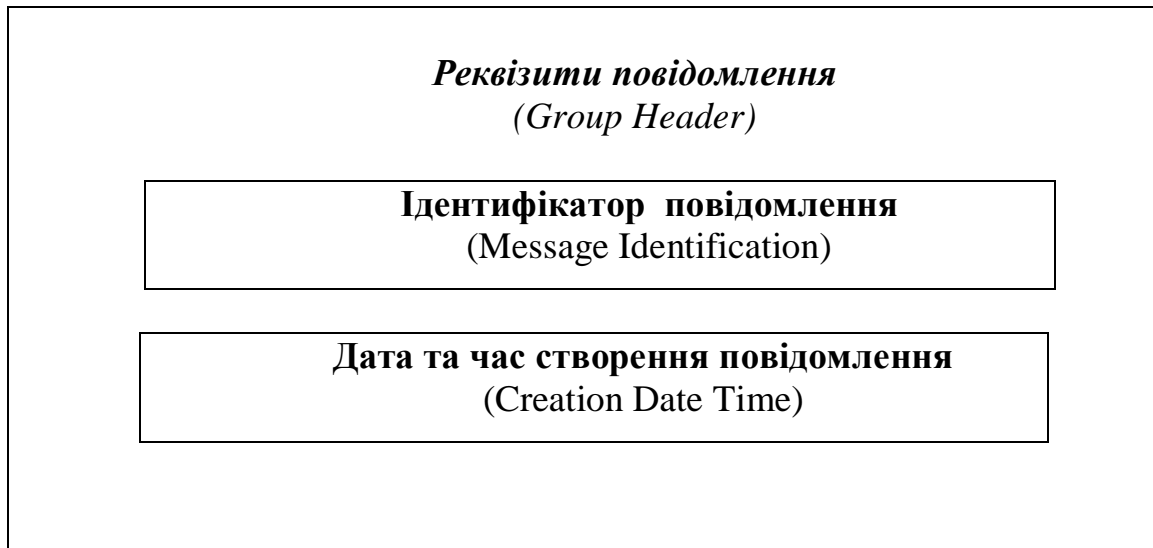 Реквізити повідомлення
(Group Header)
Ідентифікатор повідомлення
(Message Identification)
Дата та час створення повідомлення
(Creation Date Time)